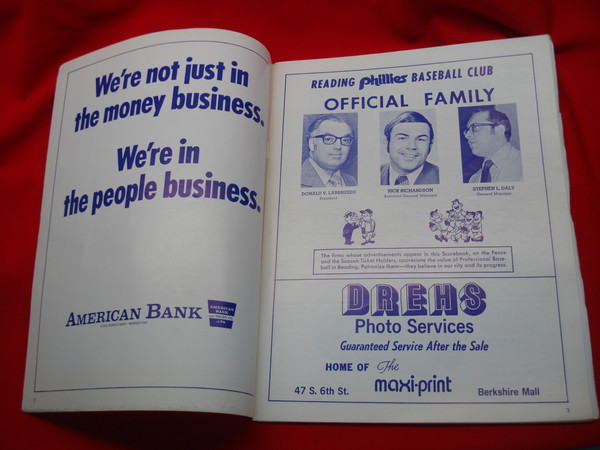 We're not just in
the money business.
We're in
the people business.
AMERICAN BANK
AMERICAN
BANK
READING Phillies BASEBALL CLUB
OFFICIAL FAMILY
President
RICK RICHARDSON
Assistant General Manager
STEPHEN L. DALY
General Manager
The firms whose advertisements appear in this Scorebook, on the Fence
and the Season Ticket Holders, appreciate the value of Professional Base-
ball in Reading. Patronize them—they believe in our city and its progress.
DREHS
Photo Services
Guaranteed Service After the Sale
HOME OF The
maxi-print
47 S. 6th St. Berkshire Mall
3